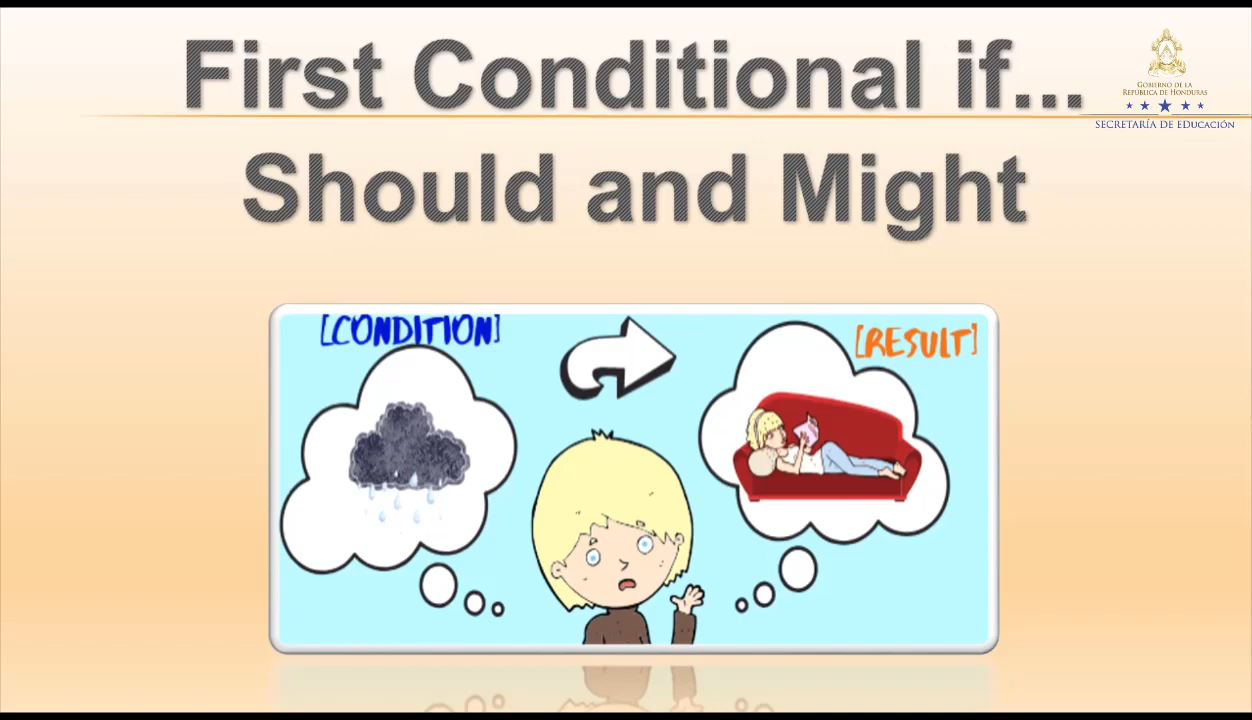 First Conditional if...
Should and Might
GOBIERNO DE LA
REPÚBLICA DE HONDURAS
SECRETARÍA DE EDUCACIÓN
[CONDITION]
[RESULT]